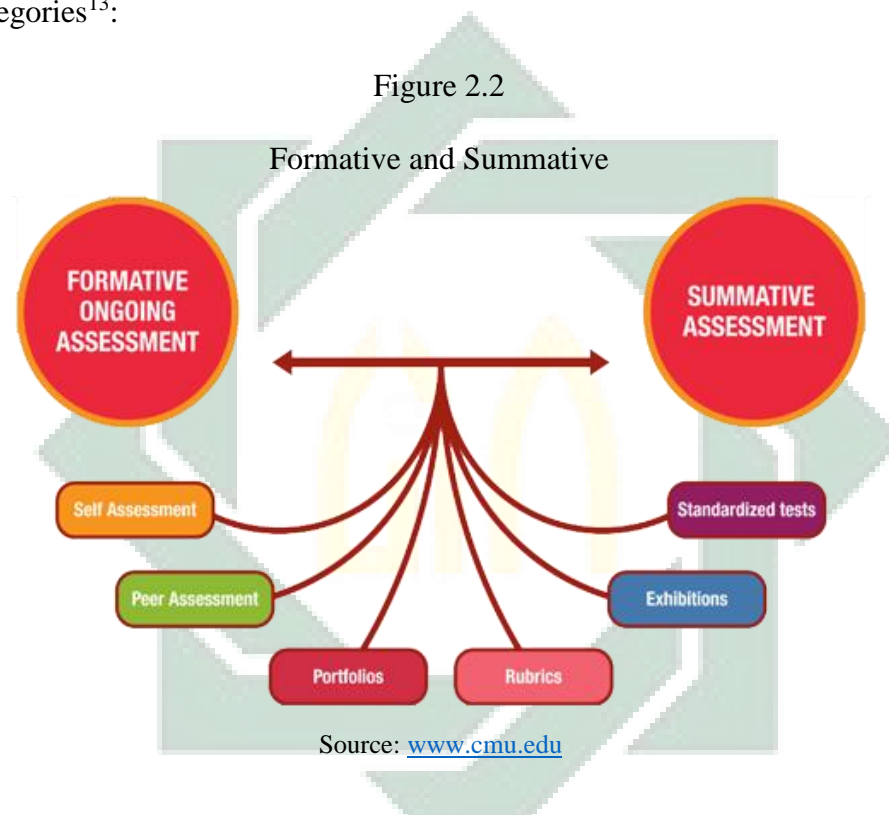 egories¹³:
Figure 2.2
Formative and Summative
FORMATIVE
ONGOING
ASSESSMENT
SUMMATIVE
ASSESSMENT
Self Assessment
Standardized tests
Peer Assessment
Exhibitions
Portfolios
Rubrics
Source: www.cmu.edu